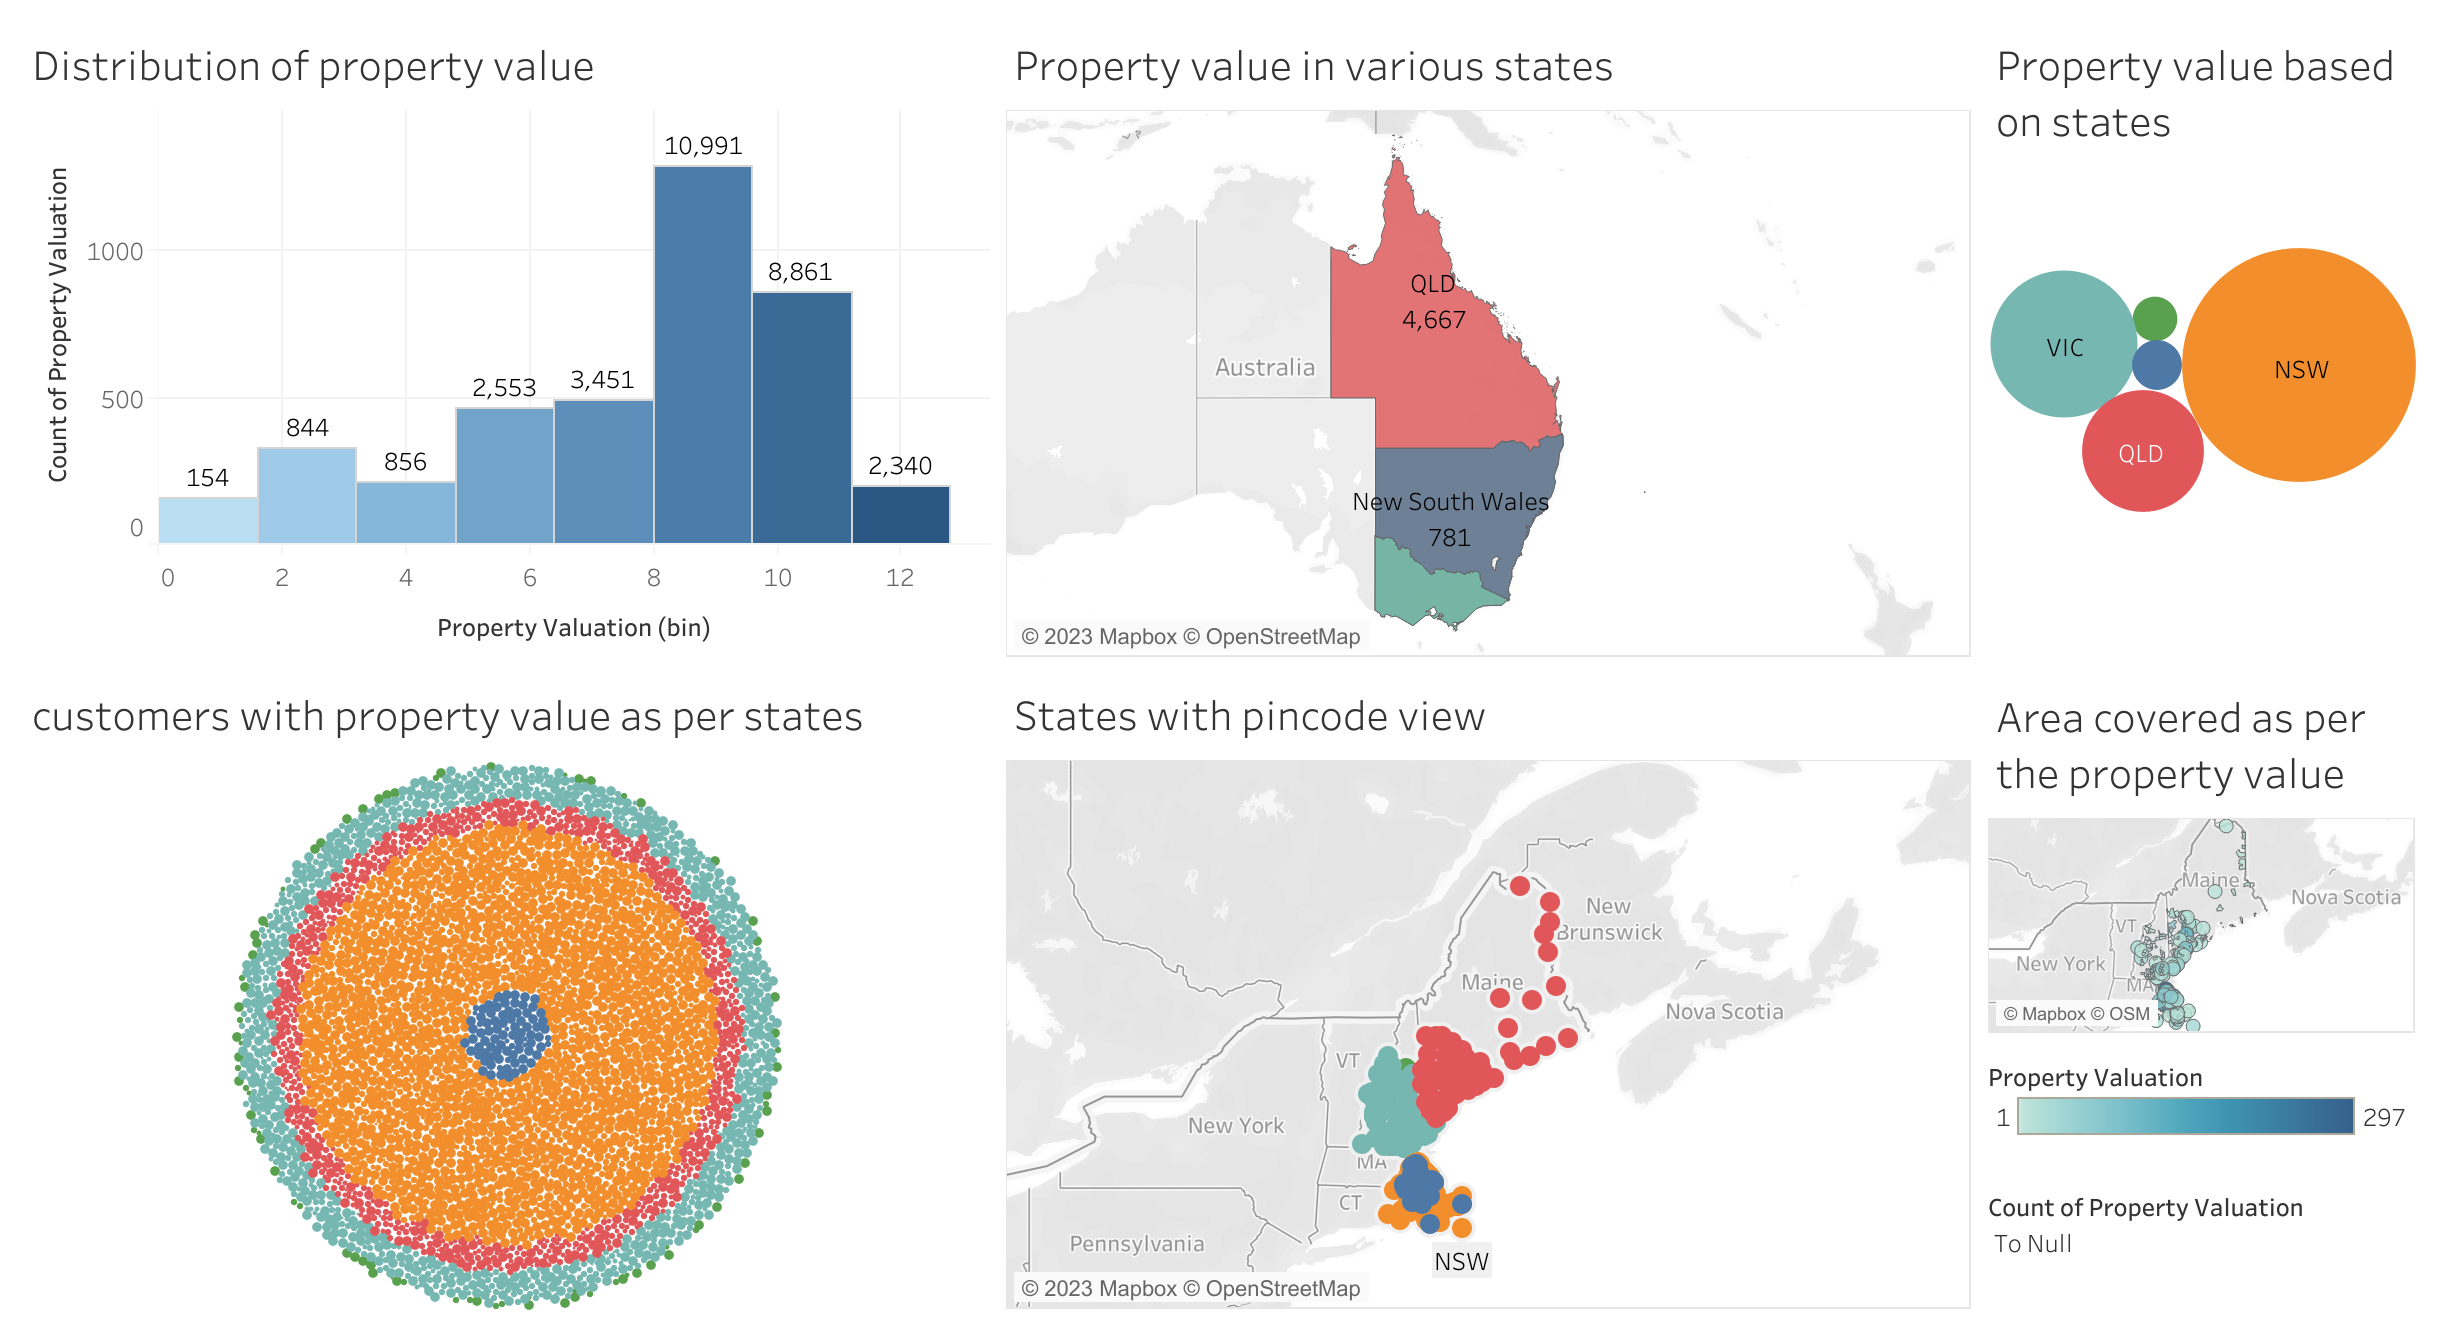 Distribution of property value
Count of Property Valuation
1000
500
0
154
844
856
2,553
3,451
10,991
8,861
2,340
0 2 4 6 8 10 12
Property Valuation (bin)
Property value in various states
QLD
4,667
Australia
New South Wales
781
© 2023 Mapbox © OpenStreetMap
Property value based
on states
VIC
NSW
QLD
customers with property value as per states
States with pincode view
New
Brunswick
Maine
Nova Scotia
VT
New York
MA
CT
Pennsylvania
NSW
© 2023 Mapbox © OpenStreetMap
Area covered as per
the property value
Maine
Nova Scotia
VT
New York
MA
© Mapbox © OSM
Property Valuation
1 297
Count of Property Valuation
To Null